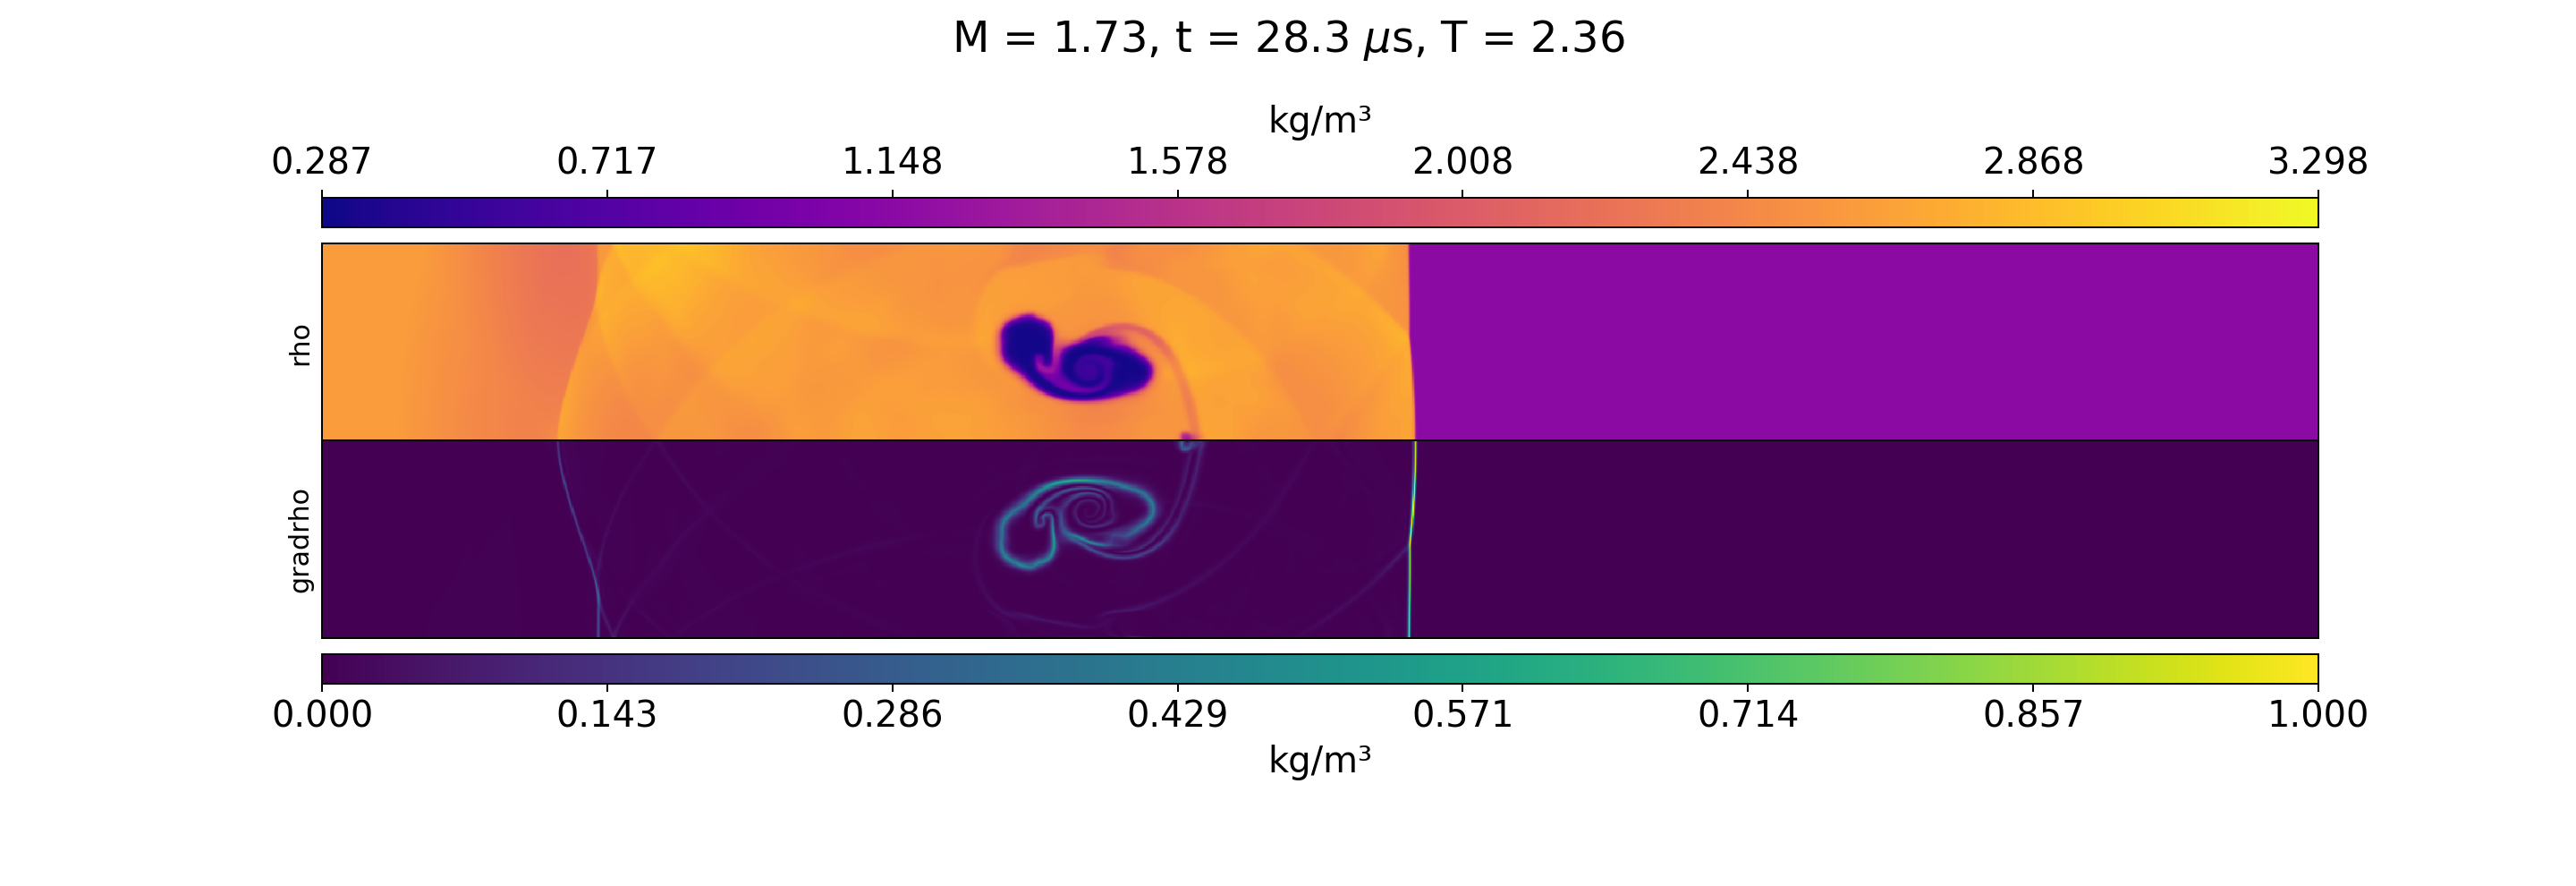 M = 1.73, t = 28.3 μs, T = 2.36
kg/m³
0.287 0.717 1.148 1.578 2.008 2.438 2.868 3.298
rho
gradrho
0.000 0.143 0.286 0.429 0.571 0.714 0.857 1.000
kg/m³